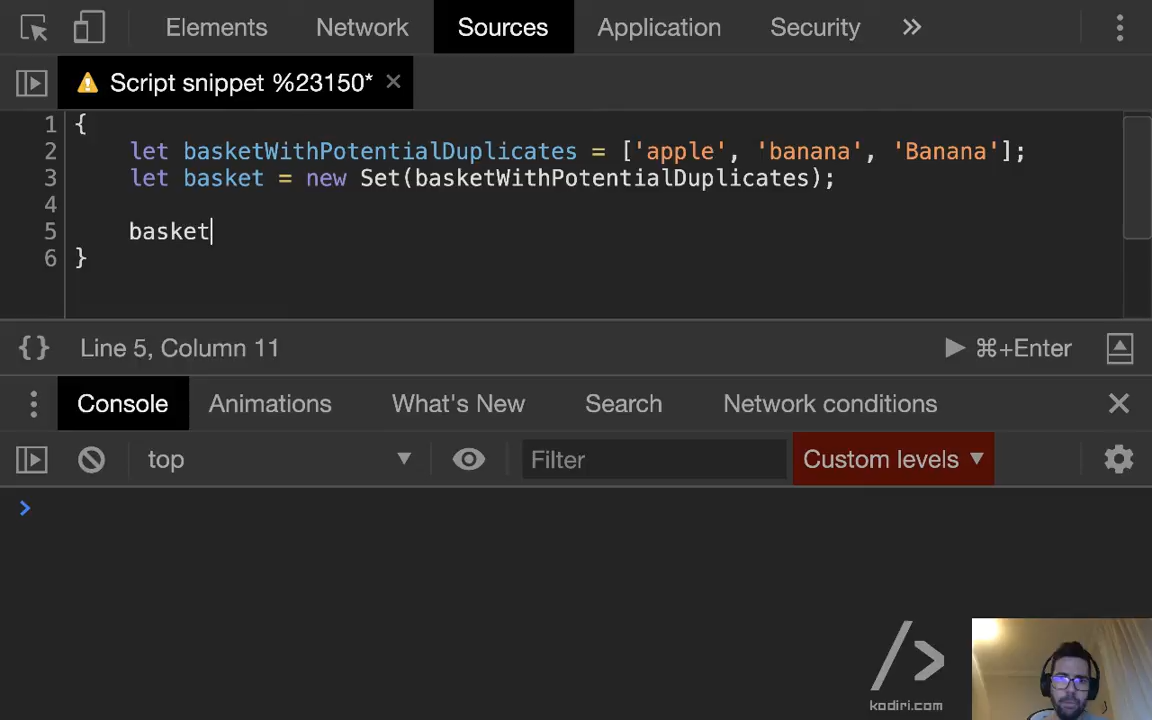 Elements Network Sources Application Security »
Script snippet %23150* ×
1 {
2 let basketWithPotentialDuplicates = ['apple', 'banana', 'Banana'];
3 let basket = new Set(basketWithPotentialDuplicates);
4
5 basket
6 }
{} Line 5, Column 11 ⌘+Enter
Console Animations What's New Search Network conditions ×
top Filter Custom levels
>
/>
kodiri.com